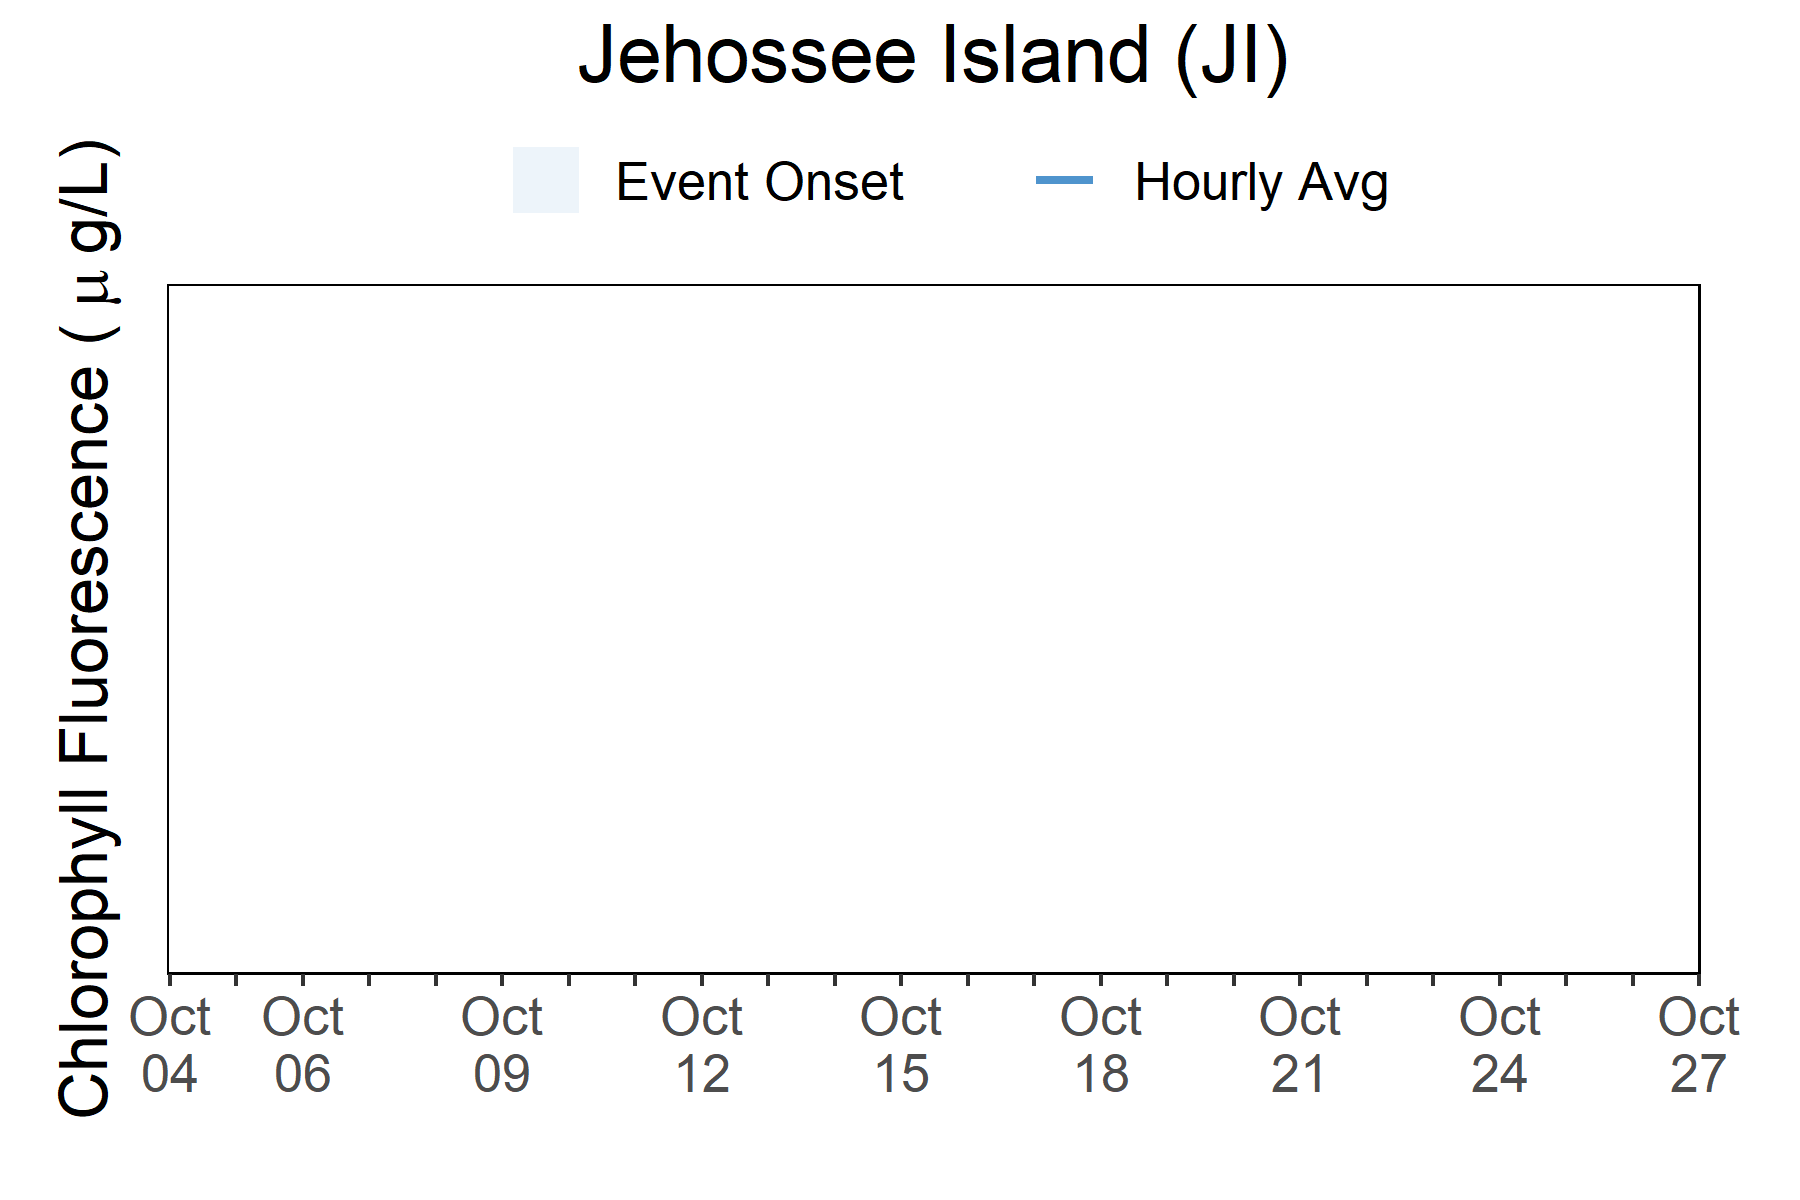 Jehossee Island (JI)
Event Onset
Hourly Avg
Chlorophyll Fluorescence ( μ g/L)
Oct 04
Oct 06
Oct 09
Oct 12
Oct 15
Oct 18
Oct 21
Oct 24
Oct 27